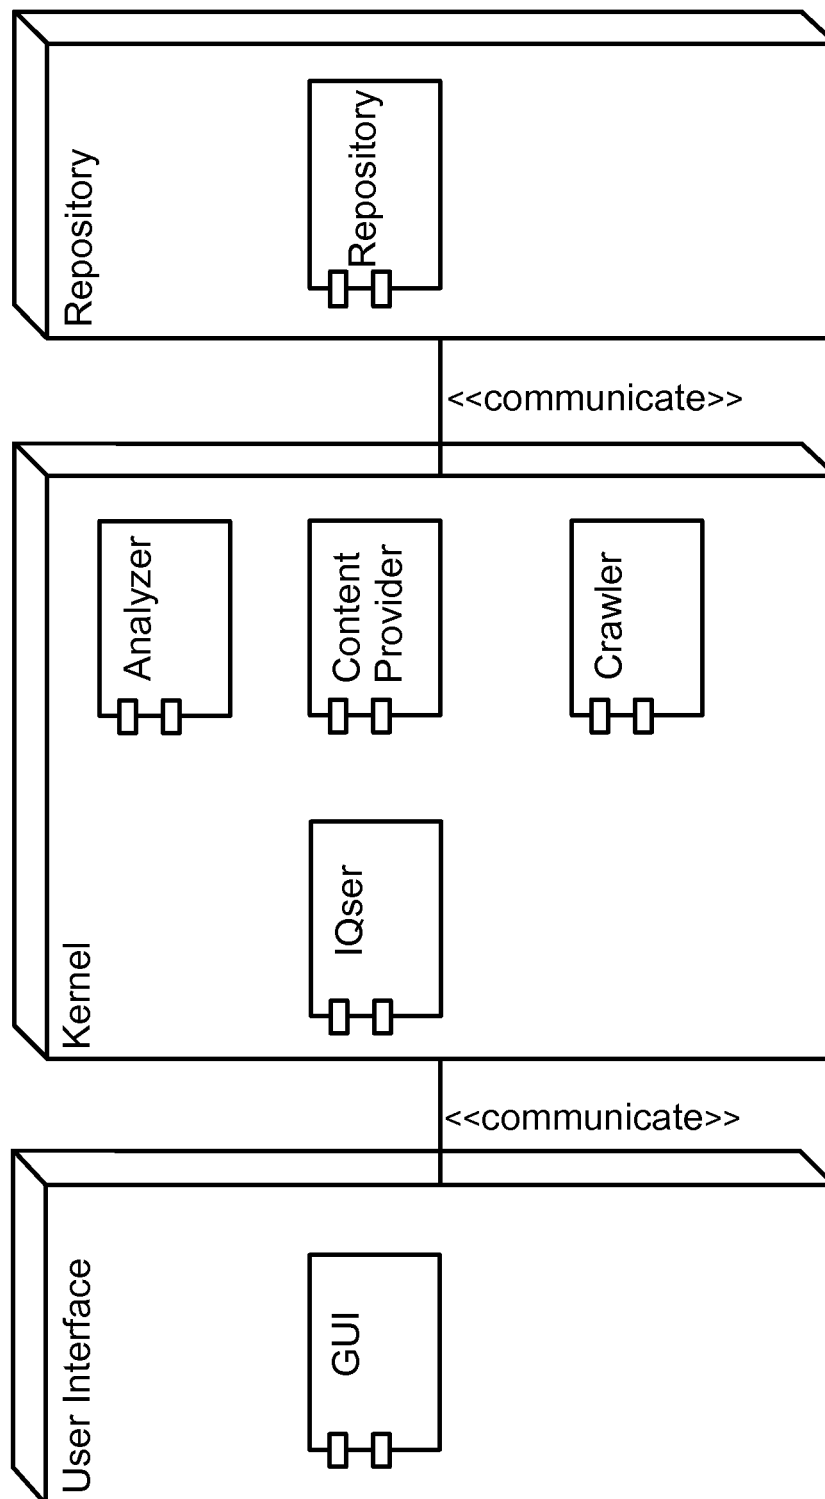 Repository
Repository
<<communicate>>
Kernel
Analyzer
Content
Provider
Crawler
IQser
<<communicate>>
User Interface
GUI